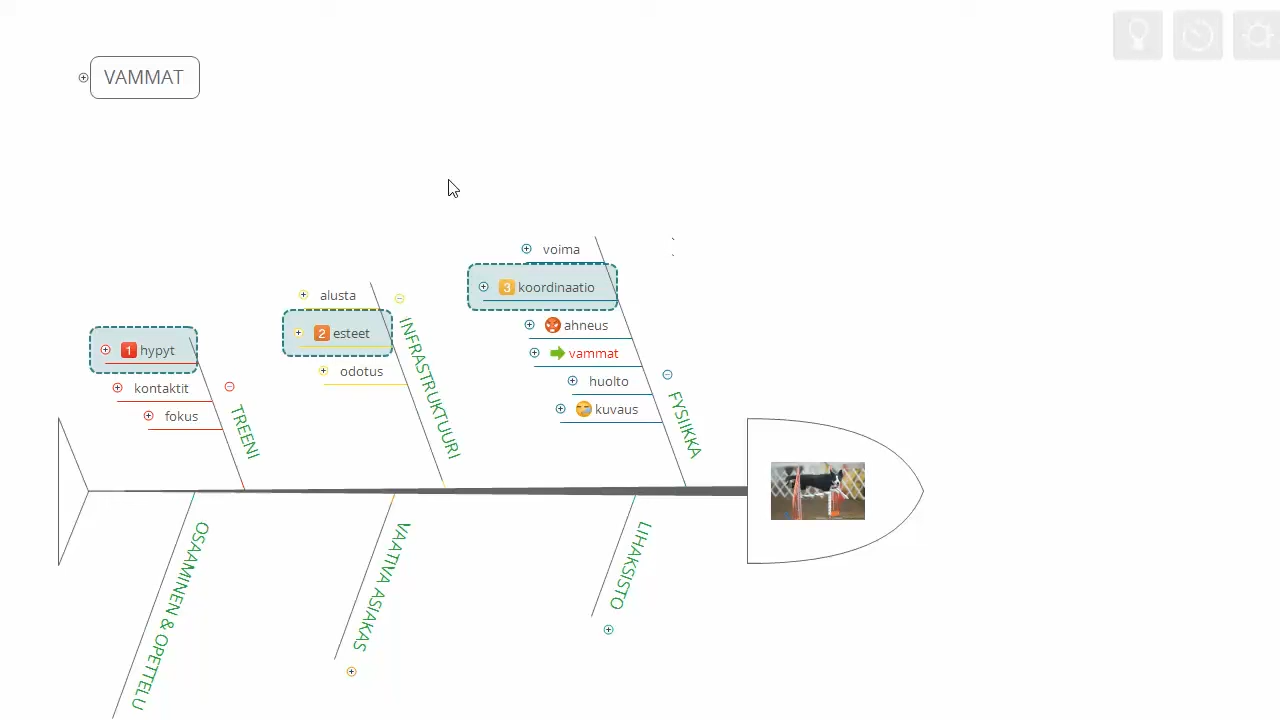 VAMMAT
voima
3 koordinaatio
ahneus
vammat
huolto
kuvaus
FYSIIKKA
alusta
2 esteet
odotus
INFRASTRUKTUURI
1 hypyt
kontaktit
fokus
TREENI
OSAAMINEN & OPETTELU
VAATIVA ASIAKAS
LIHAKSISTO